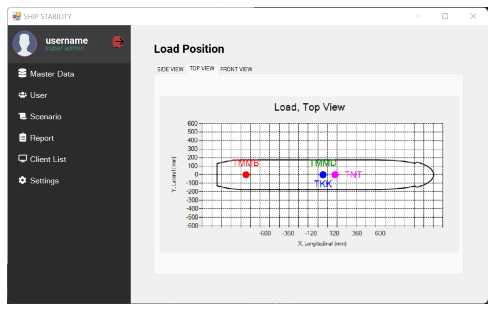 SHIP STABILITY
username
super admin
Master Data
User
Scenario
Report
Client List
Settings
Load Position
SIDE VIEW TOP VIEW FRONT VIEW
Load, Top View
600
500
400
300
200
100
0
-100
-200
-300
-400
-500
-600
TMMB TMMD
TKK TNT
-600 -360 -120 120 360 600
Y, Lateral (mm)
X, Longitudinal (mm)